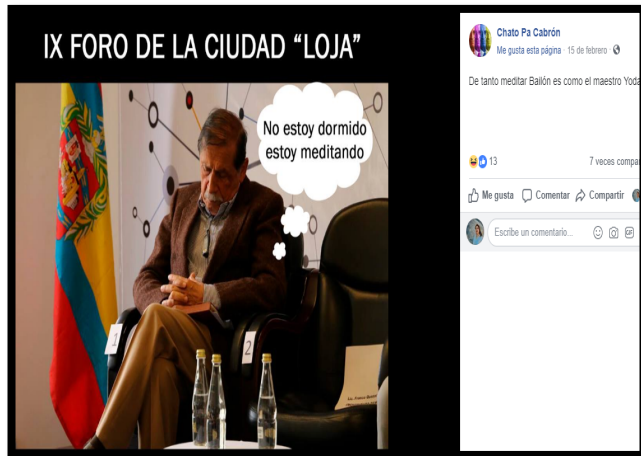 IX FORO DE LA CIUDAD “LOJA”
No estoy dormido
estoy meditando
1
2
Chato Pa Cabrón
Me gusta esta página · 15 de febrero ·
De tanto meditar Bailón es como el maestro Yoda
13
7 veces compar
Me gusta Comentar Compartir
Escribe un comentario...
GIF